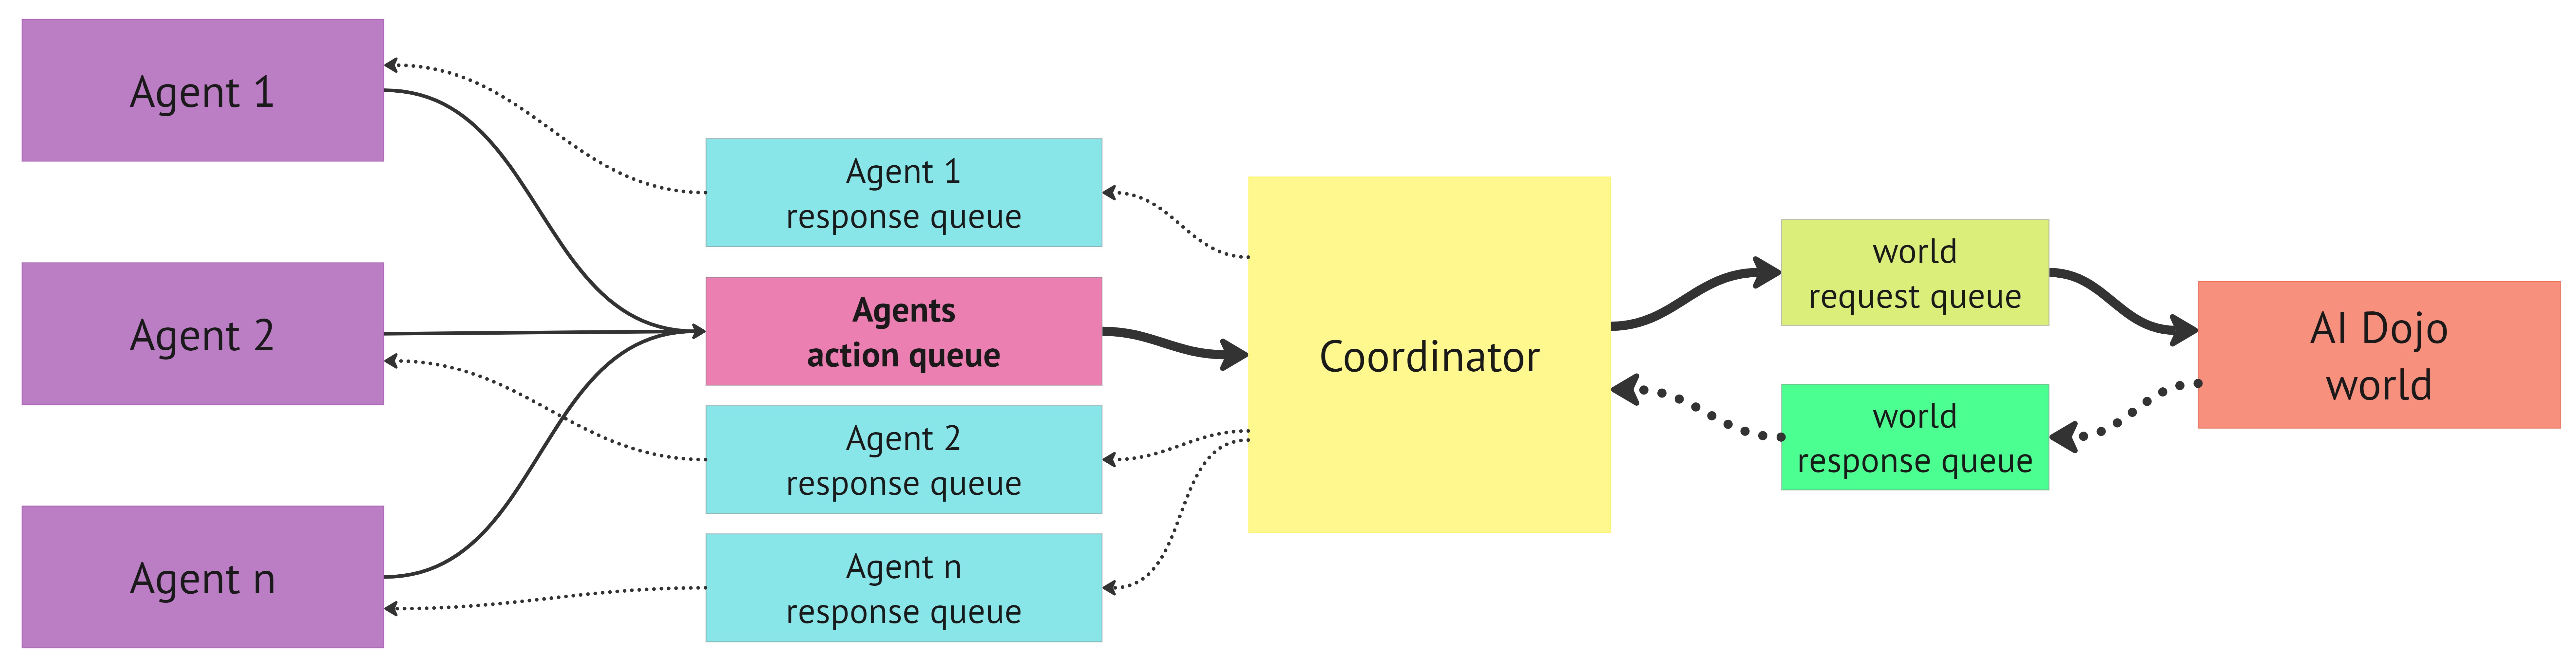 Agent 1
Agent 2
Agent n
Agent 1
response queue
Agents
action queue
Agent 2
response queue
Agent n
response queue
Coordinator
world
request queue
world
response queue
AI Dojo
world